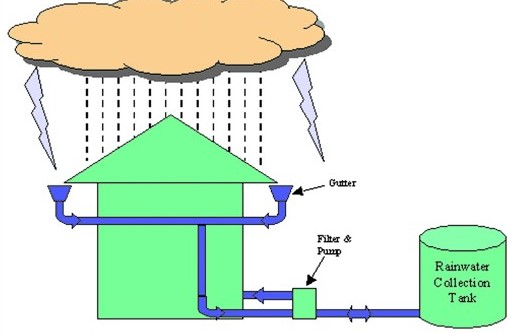 Gutter
Filter &
Pump
Rainwater
Collection
Tank